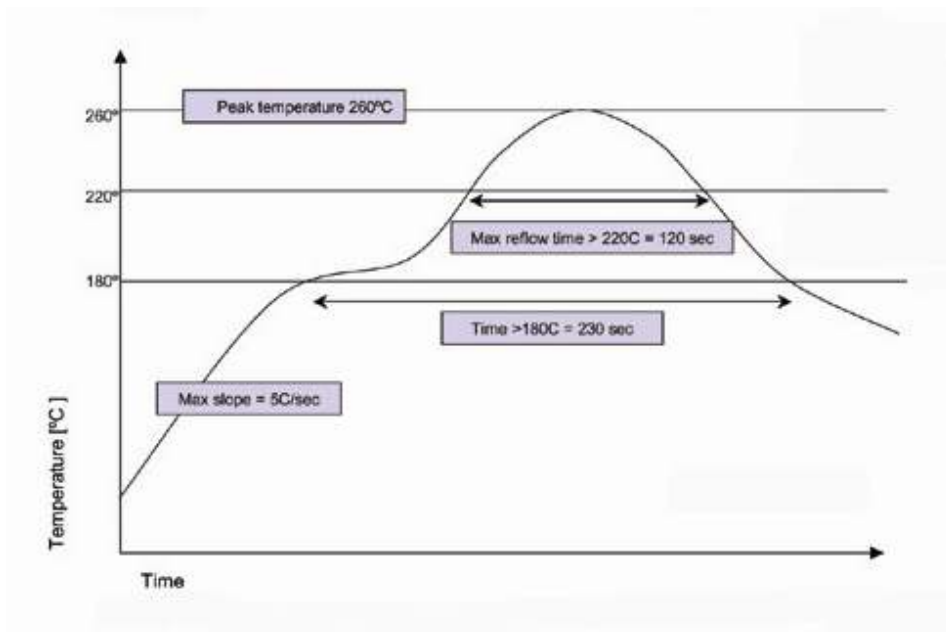 Peak temperature 260ºC
260º
220º
Max reflow time > 220C = 120 sec
180º
Time >180C = 230 sec
Max slope = 5C/sec
Temperature [ºC ]
Time